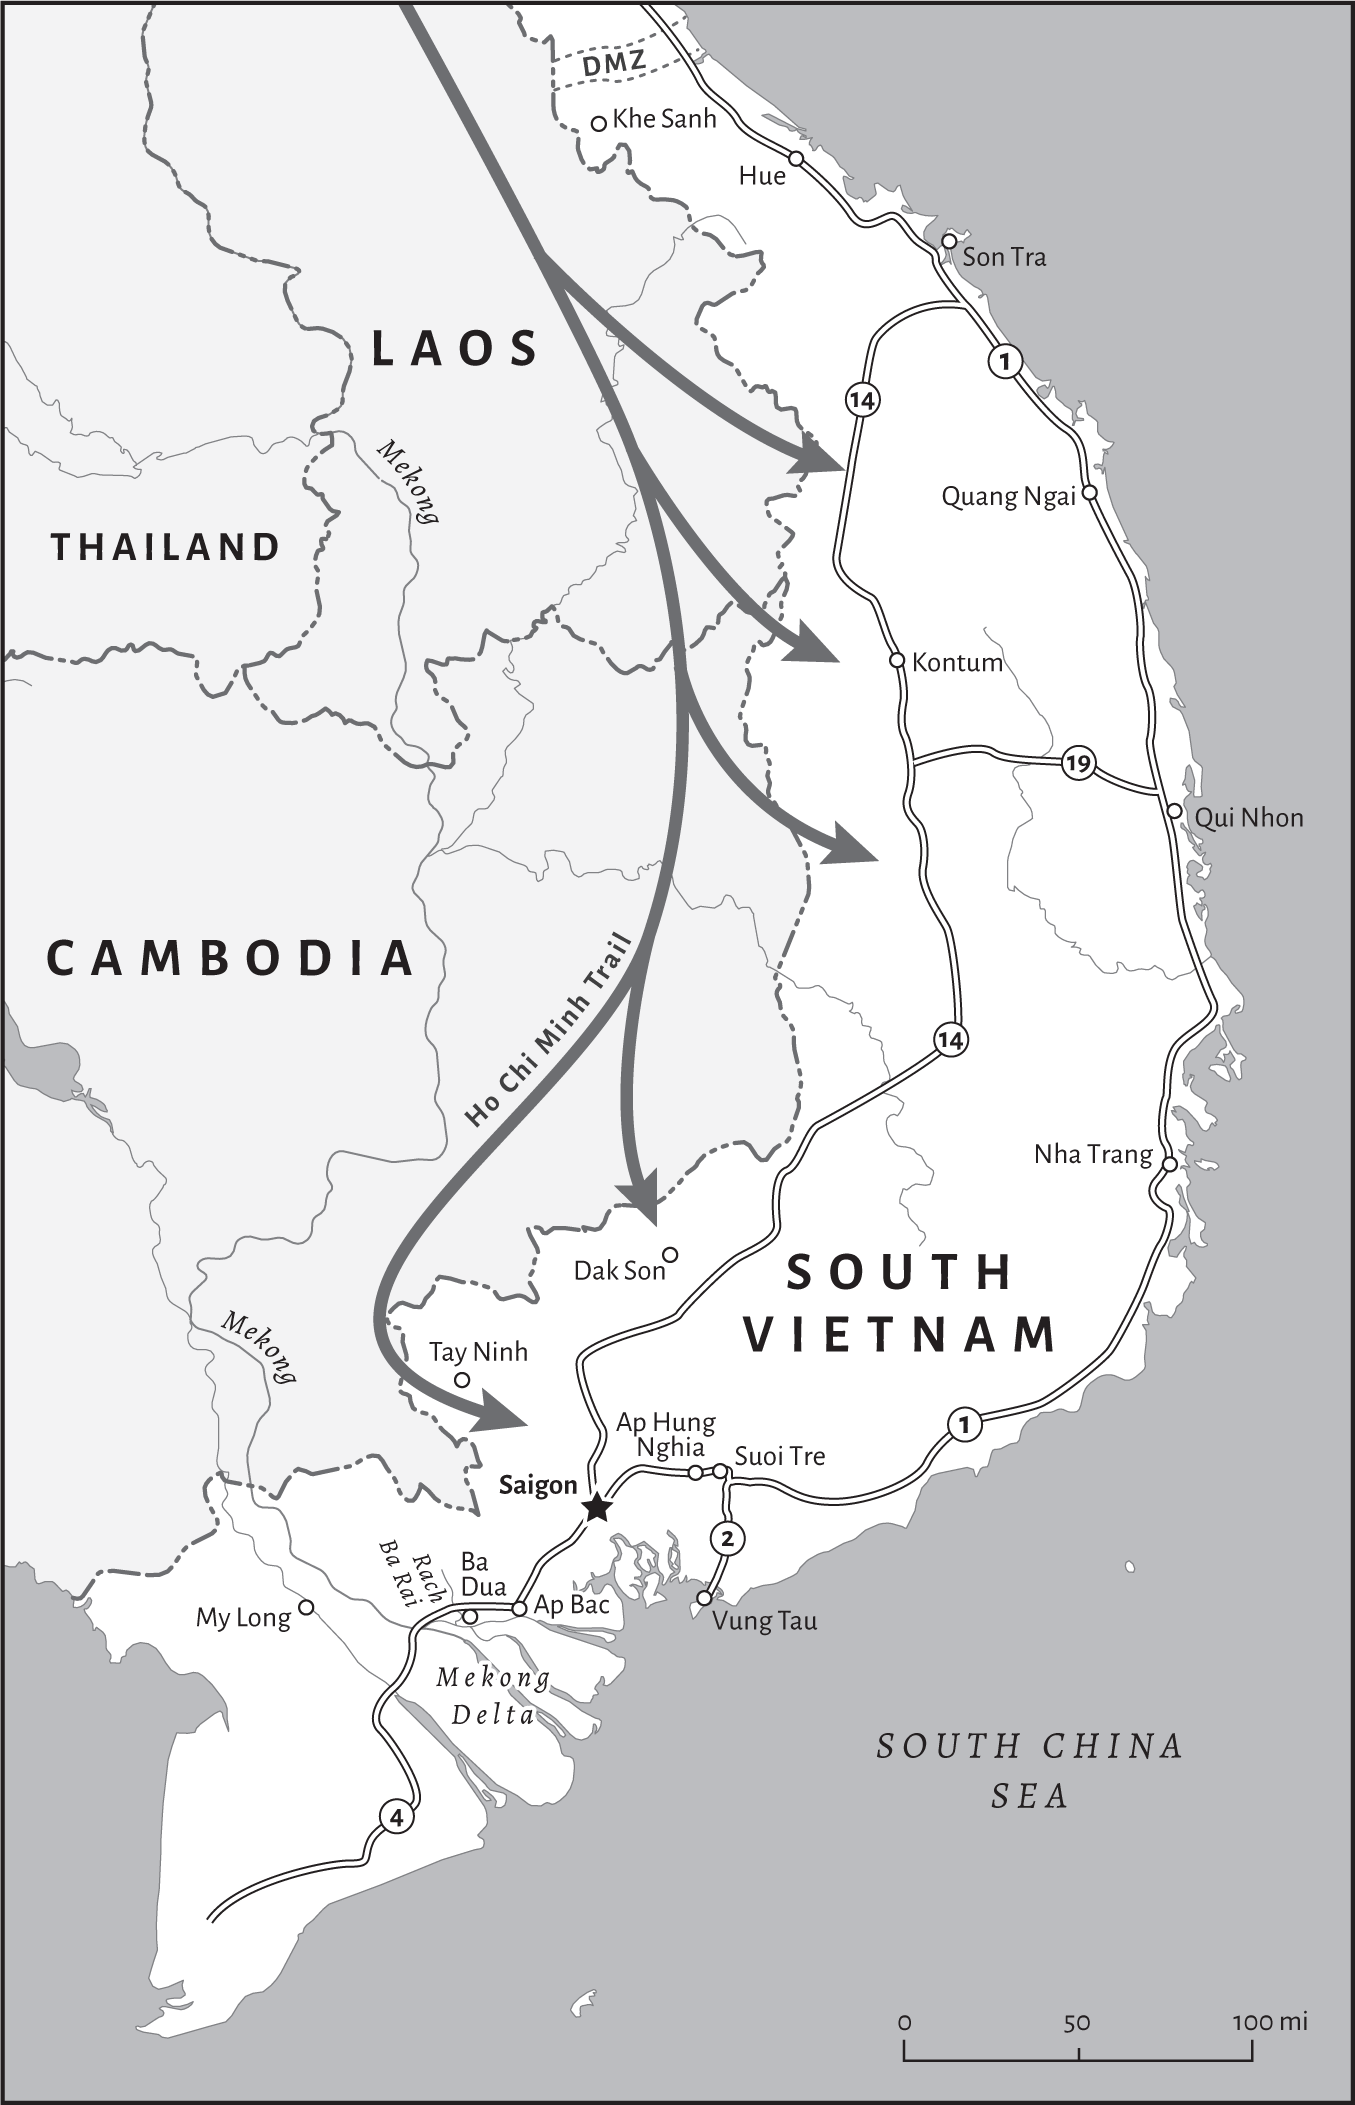 DMZ
Khe Sanh
Hue
Son Tra
LAOS
1
14
Mekong
Quang Ngai
THAILAND
Kontum
19
Qui Nhon
CAMBODIA
Ho Chi Minh Trail
14
Nha Trang
Dak Son
SOUTH
VIETNAM
Mekong
Tay Ninh
Ap Hung
Nghia
1
Suoi Tre
Saigon
2
Rach
Ba Rai
Ba
Dua
Ap Bac
My Long
Vung Tau
Mekong
Delta
SOUTH CHINA
SEA
4
0 50 100 mi